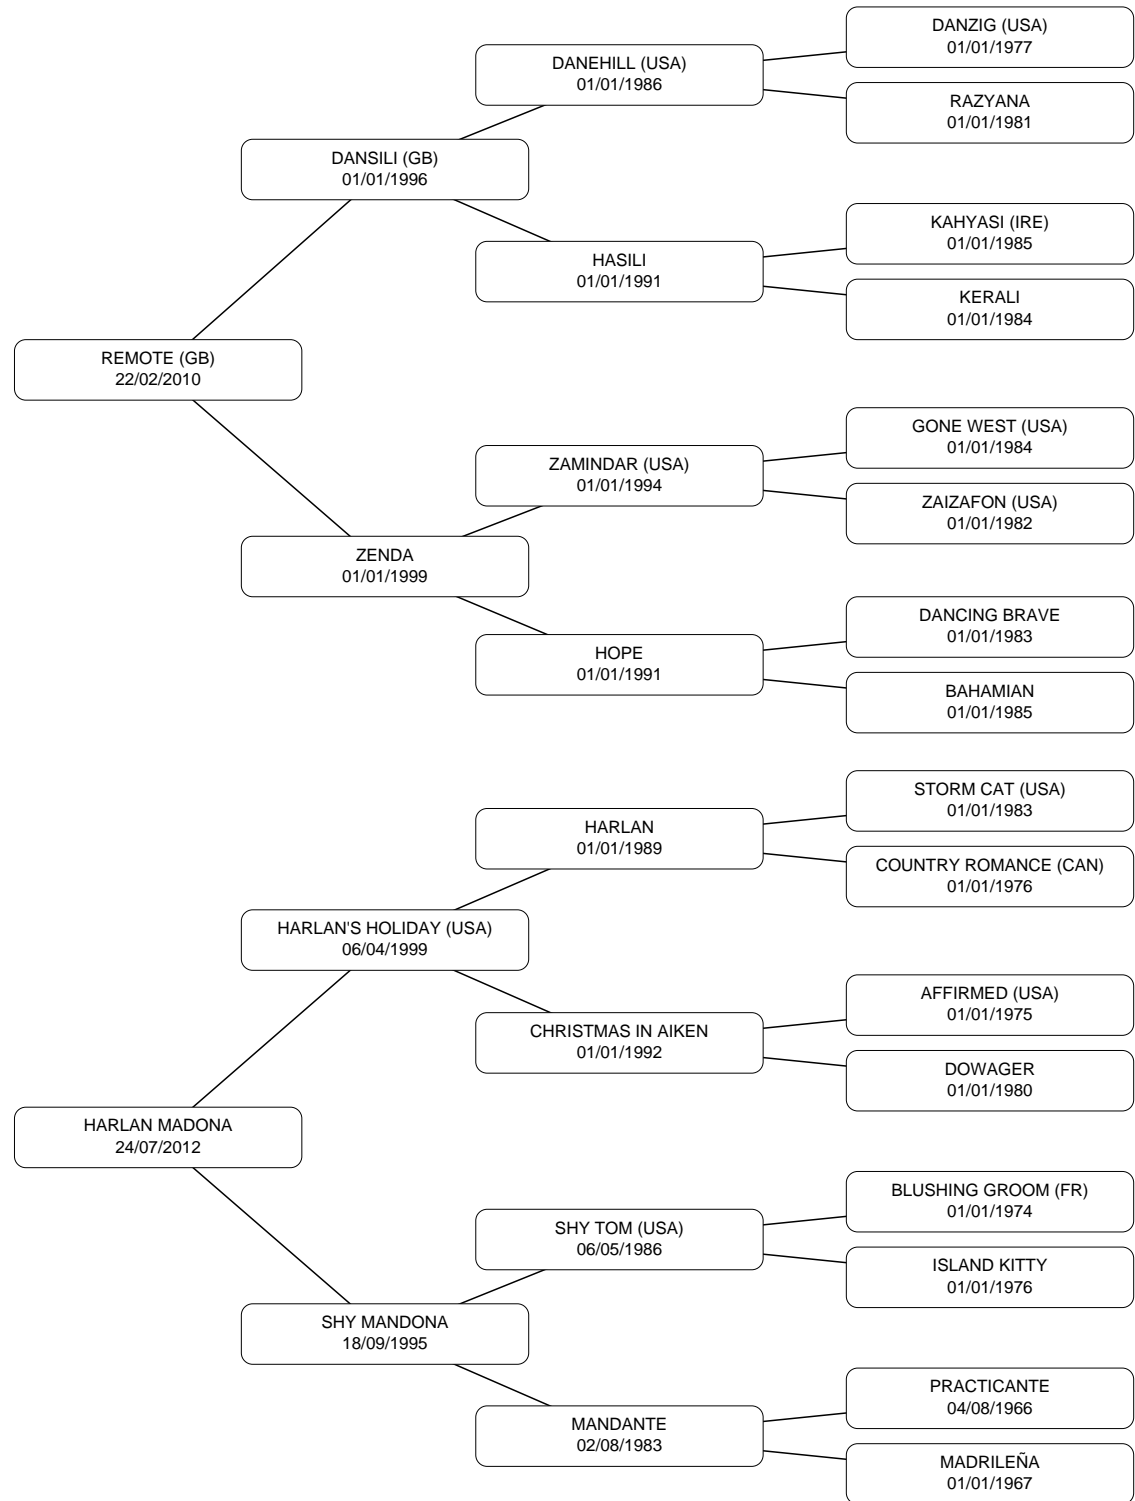 DANZIG (USA)
01/01/1977
DANEHILL (USA)
01/01/1986
RAZYANA
01/01/1981
DANSILI (GB)
01/01/1996
KAHYASI (IRE)
01/01/1985
HASILI
01/01/1991
KERALI
01/01/1984
REMOTE (GB)
22/02/2010
GONE WEST (USA)
01/01/1984
ZAMINDAR (USA)
01/01/1994
ZAIZAFON (USA)
01/01/1982
ZENDA
01/01/1999
DANCING BRAVE
01/01/1983
HOPE
01/01/1991
BAHAMIAN
01/01/1985
STORM CAT (USA)
01/01/1983
HARLAN
01/01/1989
COUNTRY ROMANCE (CAN)
01/01/1976
HARLAN'S HOLIDAY (USA)
06/04/1999
AFFIRMED (USA)
01/01/1975
CHRISTMAS IN AIKEN
01/01/1992
DOWAGER
01/01/1980
HARLAN MADONA
24/07/2012
BLUSHING GROOM (FR)
01/01/1974
SHY TOM (USA)
06/05/1986
ISLAND KITTY
01/01/1976
SHY MANDONA
18/09/1995
PRACTICANTE
04/08/1966
MANDANTE
02/08/1983
MADRILEÑA
01/01/1967